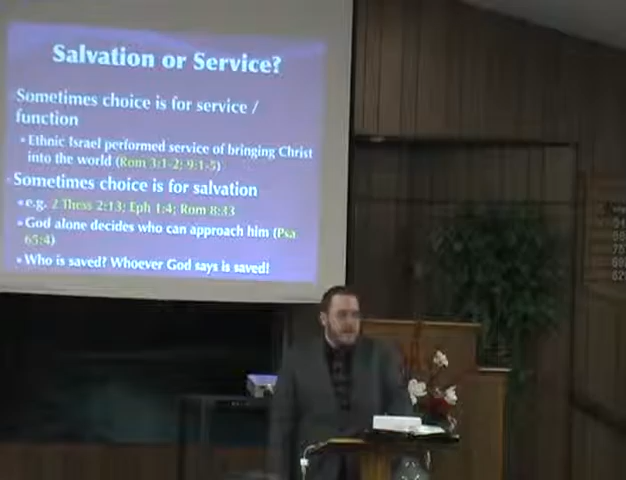 Salvation or Service?
Sometimes choice is for service /
function
• Ethnic Israel performed service of bringing Christ
into the world (Rom 3:1-2; 9:1-5)
Sometimes choice is for salvation
• e.g. 2 Thess 2:13; Eph 1:4; Rom 8:33
• God alone decides who can approach him (Psa
65:4)
• Who is saved? Whoever God says is saved!